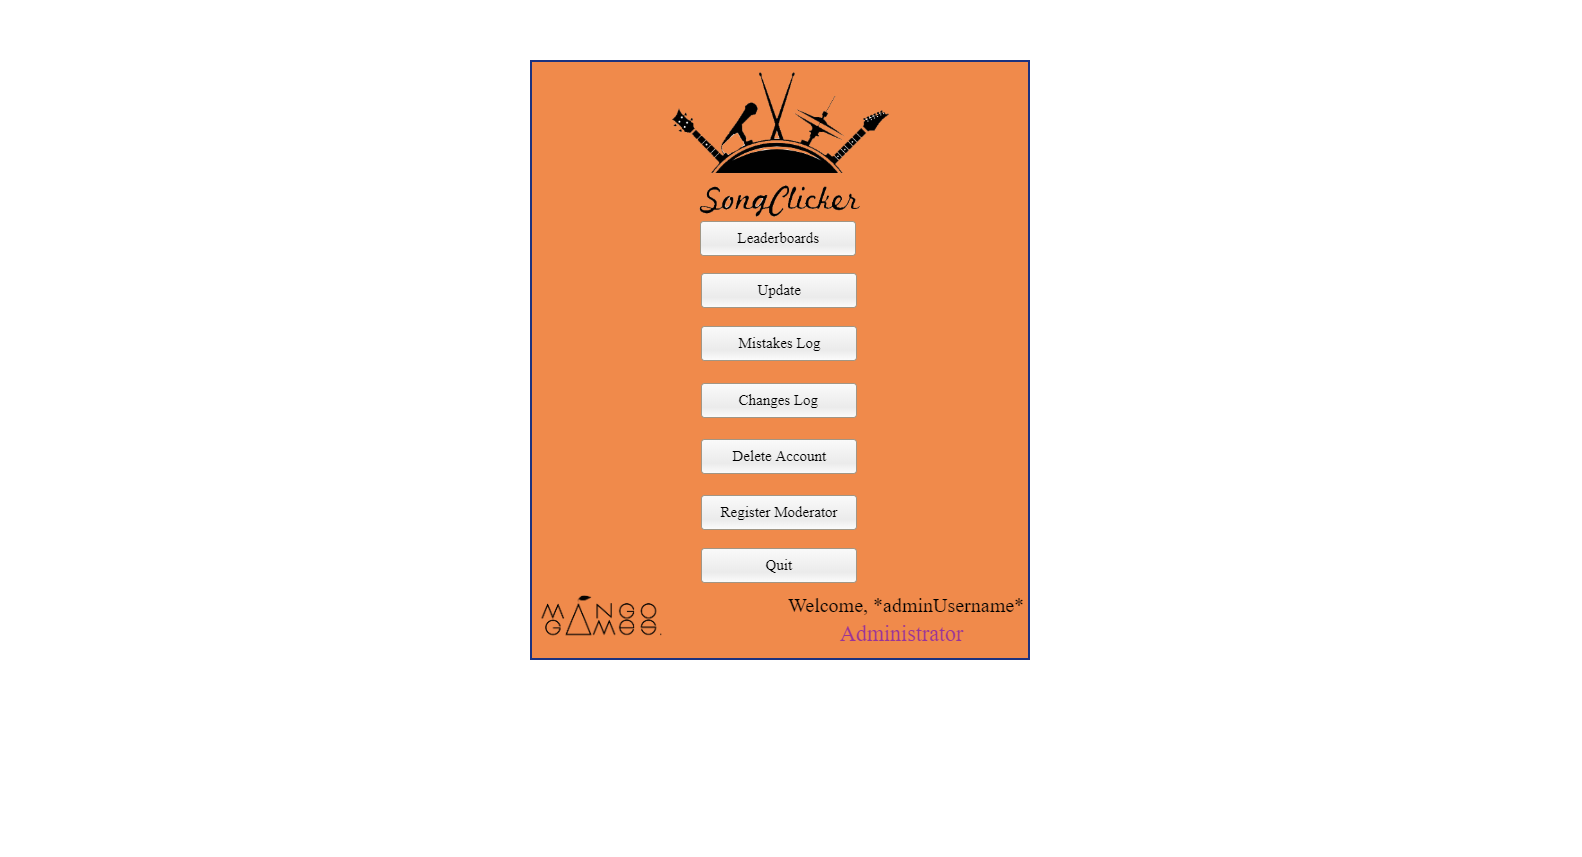 SongClicker
Leaderboards
Update
Mistakes Log
Changes Log
Delete Account
Register Moderator
Quit
MANGO
GAMES.
Welcome, *adminUsername*
Administrator